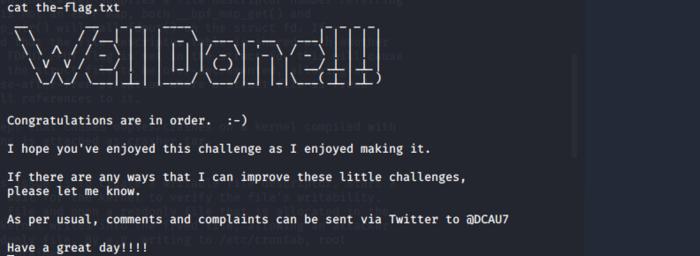 cat the-flag.txt
Well Done!!!
Congratulations are in order.  :-)
I hope you've enjoyed this challenge as I enjoyed making it.
If there are any ways that I can improve these little challenges,
please let me know.
As per usual, comments and complaints can be sent via Twitter to @DCAU7
Have a great day!!!!